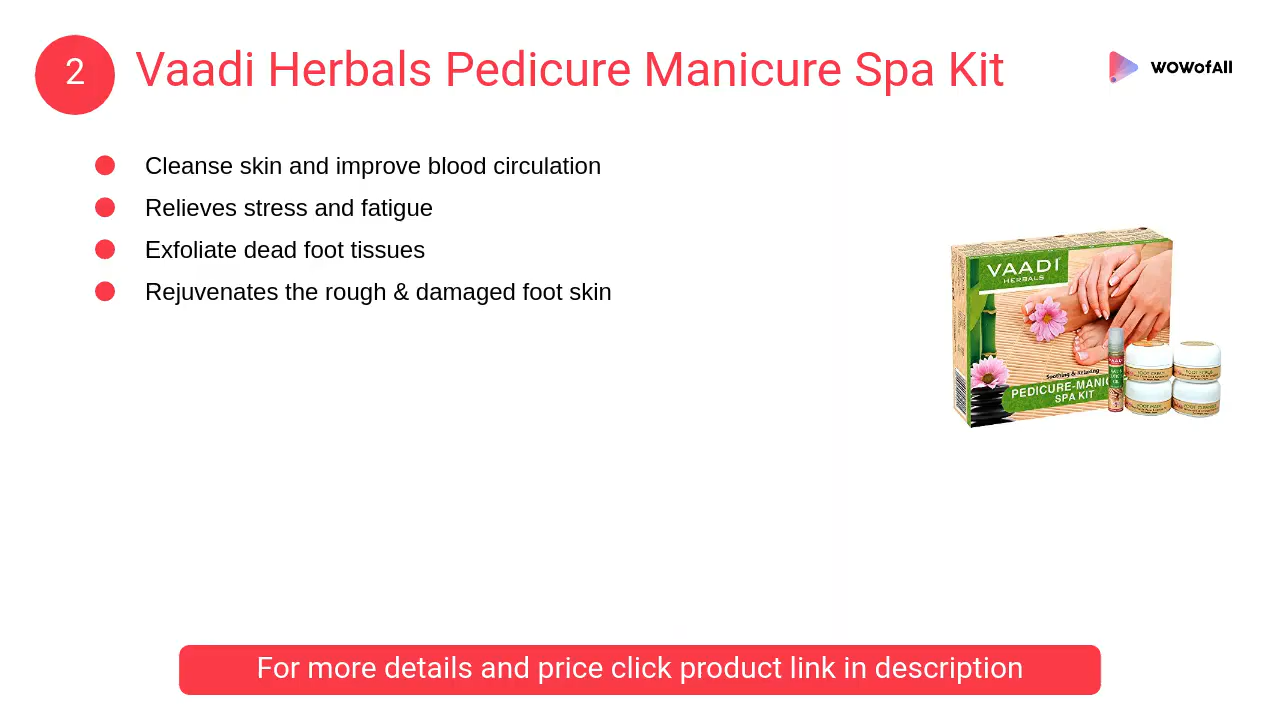 2
Vaadi Herbals Pedicure Manicure Spa Kit
WOWofAll
Cleanse skin and improve blood circulation
Relieves stress and fatigue
Exfoliate dead foot tissues
Rejuvenates the rough & damaged foot skin
VAADI
HERBALS
Soothing & Relaxing
PEDICURE-MANIC
SPA KIT
For more details and price click product link in description